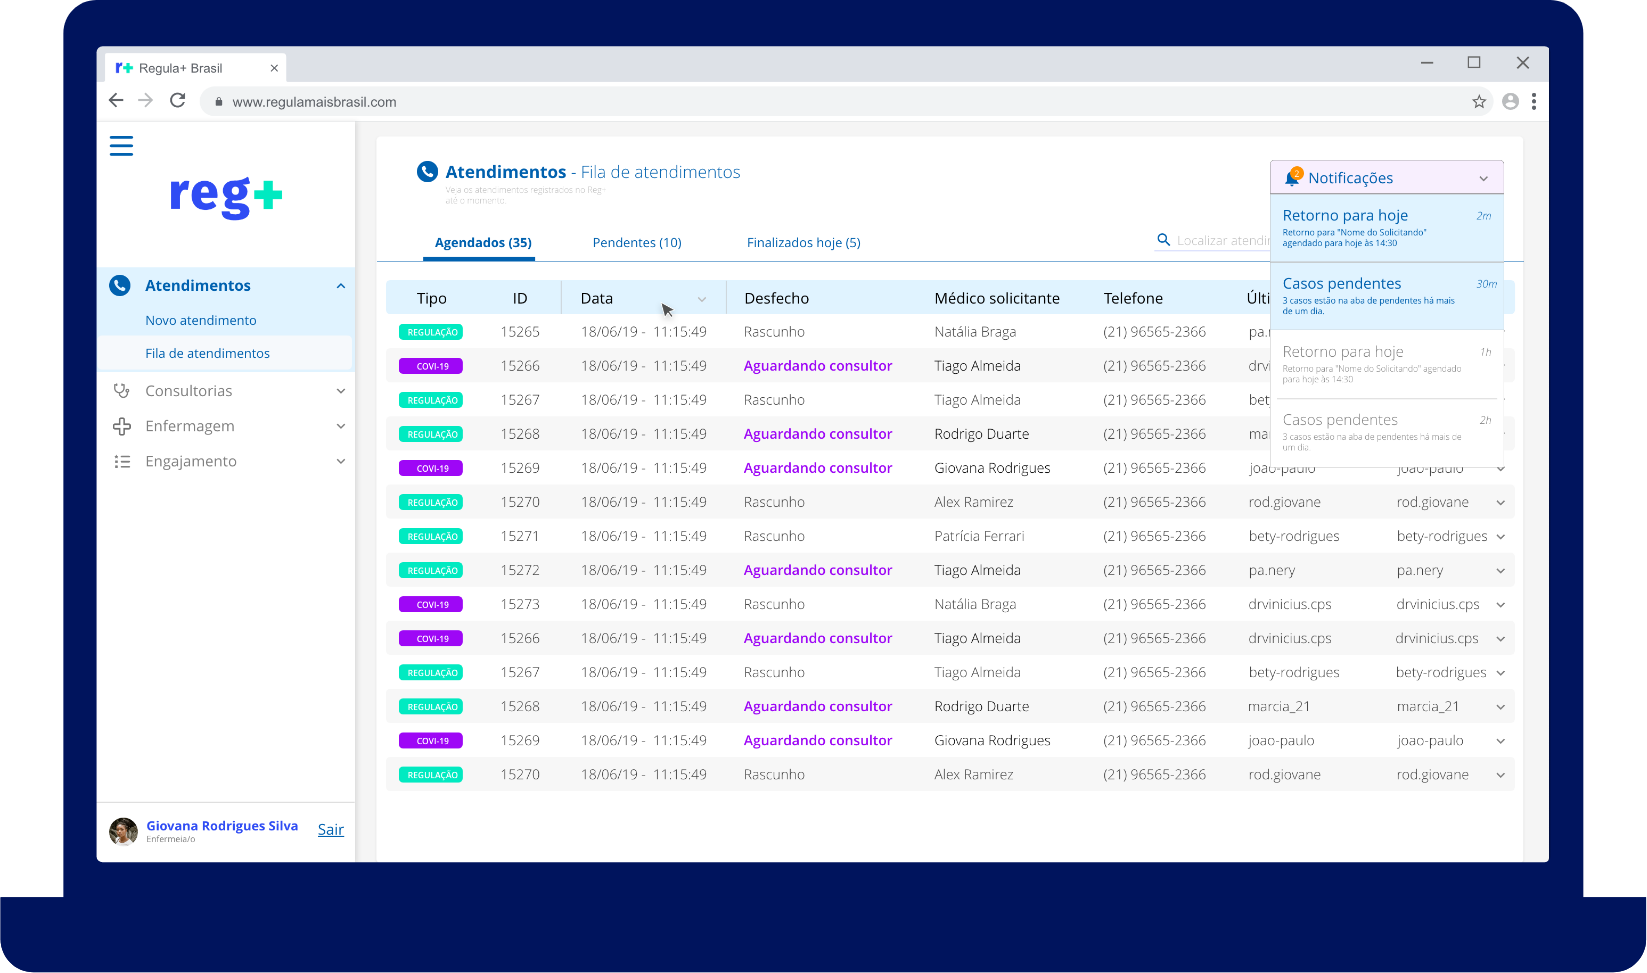 r+ Regula+ Brasil
www.regulamaisbrasil.com
reg+
Atendimentos
Novo atendimento
Fila de atendimentos
Consultorias
Enfermagem
Engajamento
Giovana Rodrigues Silva
Enfermeia/o
Sair
Atendimentos - Fila de atendimentos
Veja os atendimentos registrados no Reg+
até o momento.
Agendados (35) Pendentes (10) Finalizados hoje (5)
Localizar atendi
2 Notificações
Retorno para hoje 2m
Retorno para "Nome do Solicitando"
agendado para hoje às 14:30
Casos pendentes 30m
3 casos estão na aba de pendentes há mais
de um dia.
Retorno para hoje 1h
Retorno para "Nome do Solicitando" agendado
para hoje às 14:30
Casos pendentes 2h
3 casos estão na aba de pendentes há mais de
um dia.
Tipo ID Data Desfecho Médico solicitante Telefone Últi
REGULAÇÃO 15265 18/06/19 - 11:15:49 Rascunho Natália Braga (21) 96565-2366 pa.
COVI-19 15266 18/06/19 - 11:15:49 Aguardando consultor Tiago Almeida (21) 96565-2366 drvi
REGULAÇÃO 15267 18/06/19 - 11:15:49 Rascunho Tiago Almeida (21) 96565-2366 bet
REGULAÇÃO 15268 18/06/19 - 11:15:49 Aguardando consultor Rodrigo Duarte (21) 96565-2366 ma
COVI-19 15269 18/06/19 - 11:15:49 Aguardando consultor Giovana Rodrigues (21) 96565-2366 joao-paulo joao-paulo
REGULAÇÃO 15270 18/06/19 - 11:15:49 Rascunho Alex Ramirez (21) 96565-2366 rod.giovane rod.giovane
REGULAÇÃO 15271 18/06/19 - 11:15:49 Rascunho Patrícia Ferrari (21) 96565-2366 bety-rodrigues bety-rodrigues
REGULAÇÃO 15272 18/06/19 - 11:15:49 Aguardando consultor Tiago Almeida (21) 96565-2366 pa.nery pa.nery
COVI-19 15273 18/06/19 - 11:15:49 Rascunho Natália Braga (21) 96565-2366 drvinicius.cps drvinicius.cps
COVI-19 15266 18/06/19 - 11:15:49 Aguardando consultor Tiago Almeida (21) 96565-2366 drvinicius.cps drvinicius.cps
REGULAÇÃO 15267 18/06/19 - 11:15:49 Rascunho Tiago Almeida (21) 96565-2366 bety-rodrigues bety-rodrigues
REGULAÇÃO 15268 18/06/19 - 11:15:49 Aguardando consultor Rodrigo Duarte (21) 96565-2366 marcia_21 marcia_21
COVI-19 15269 18/06/19 - 11:15:49 Aguardando consultor Giovana Rodrigues (21) 96565-2366 joao-paulo joao-paulo
REGULAÇÃO 15270 18/06/19 - 11:15:49 Rascunho Alex Ramirez (21) 96565-2366 rod.giovane rod.giovane